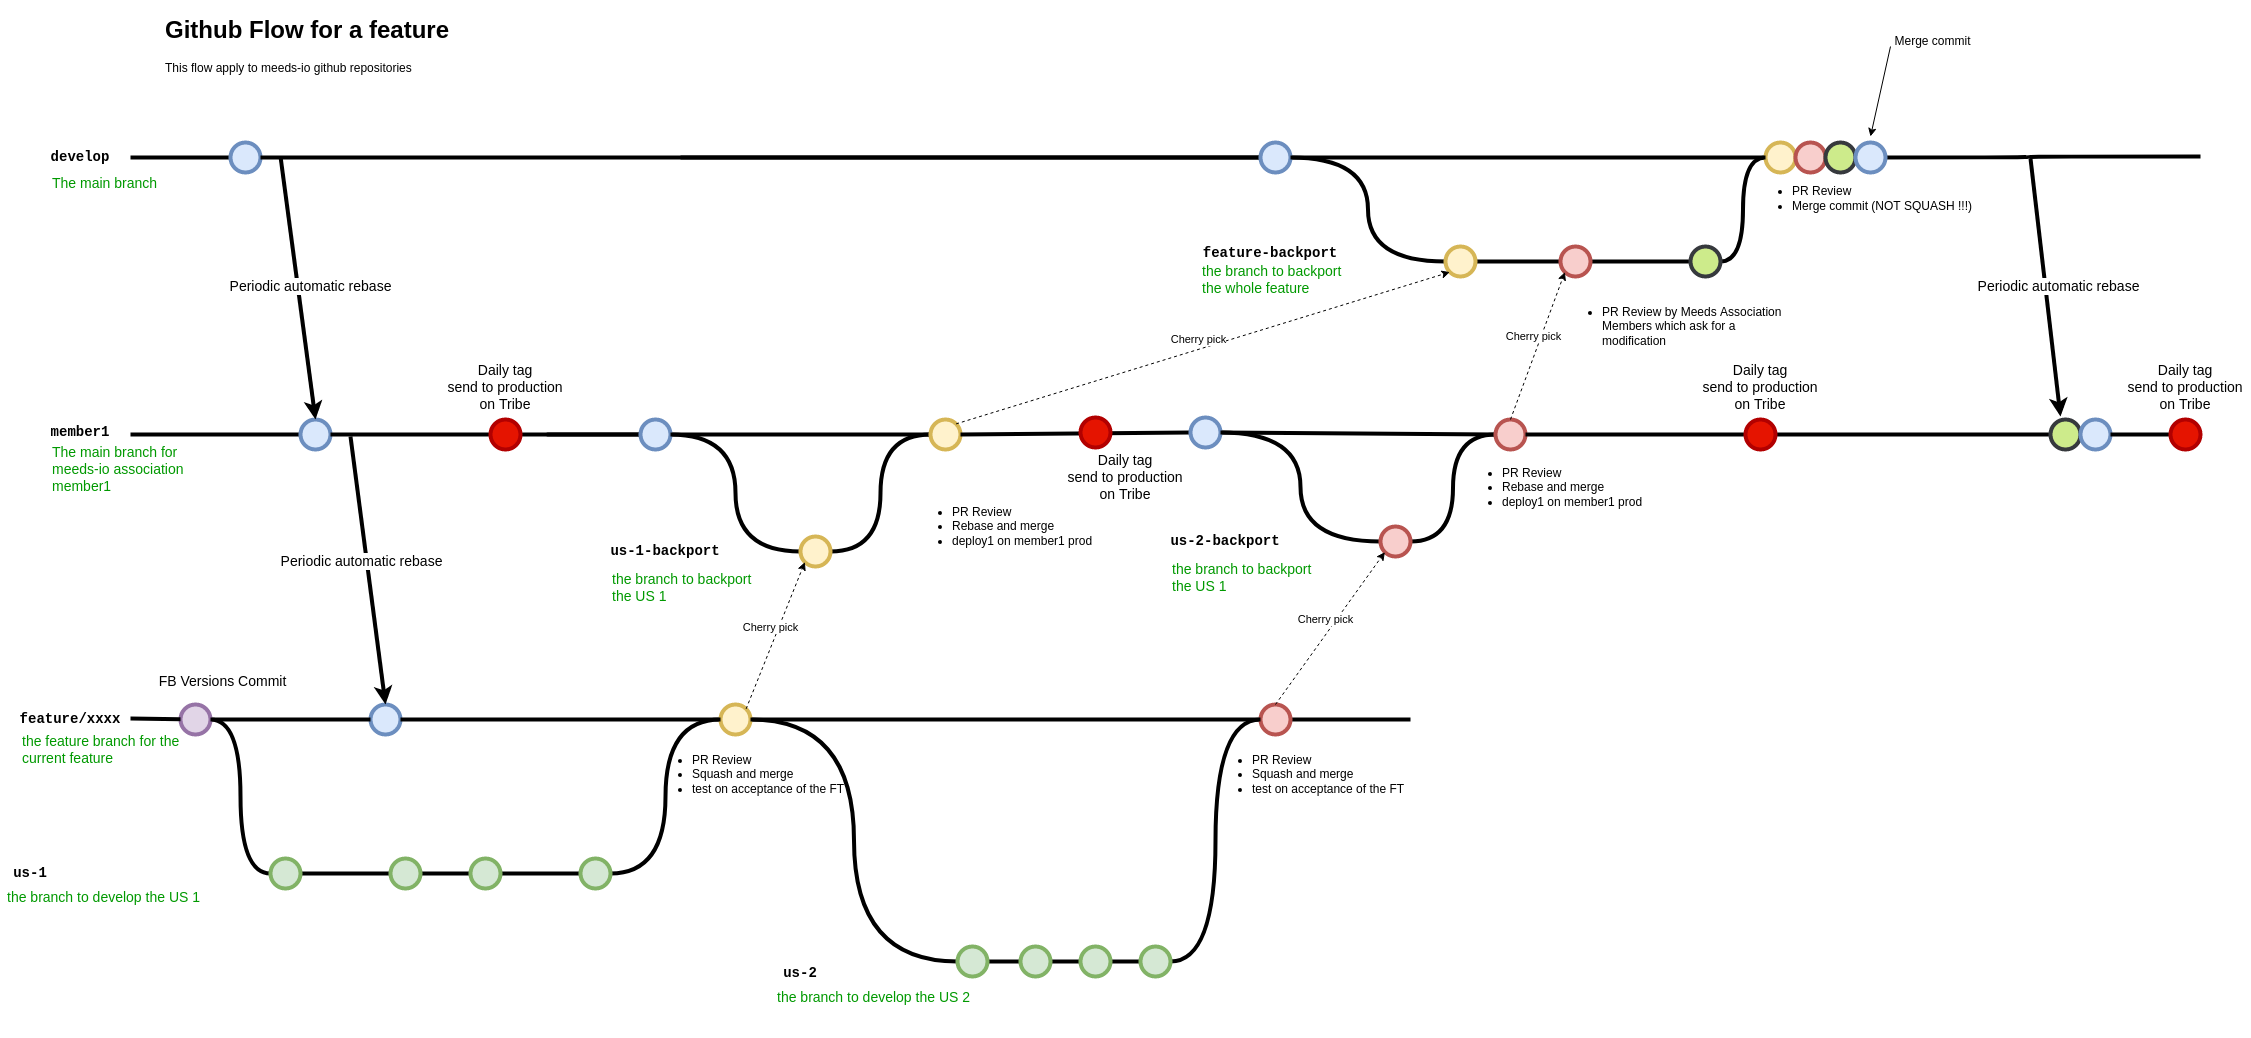 Github Flow for a feature
This flow apply to meeds-io github repositories
Merge commit
develop
The main branch
PR Review
Merge commit (NOT SQUASH !!!)
feature-backport
the branch to backport
the whole feature
Periodic automatic rebase
Periodic automatic rebase
Cherry pick
Cherry pick
PR Review by Meeds Association
Members which ask for a
modification
Daily tag
send to production
on Tribe
Daily tag
send to production
on Tribe
Daily tag
send to production
on Tribe
member1
The main branch for
meeds-io association
member1
Daily tag
send to production
on Tribe
PR Review
Rebase and merge
deploy1 on member1 prod
PR Review
Rebase and merge
deploy1 on member1 prod
us-1-backport
the branch to backport
the US 1
us-2-backport
the branch to backport
the US 1
Periodic automatic rebase
Cherry pick
Cherry pick
FB Versions Commit
feature/xxxx
the feature branch for the
current feature
PR Review
Squash and merge
test on acceptance of the FT
PR Review
Squash and merge
test on acceptance of the FT
us-1
the branch to develop the US 1
us-2
the branch to develop the US 2